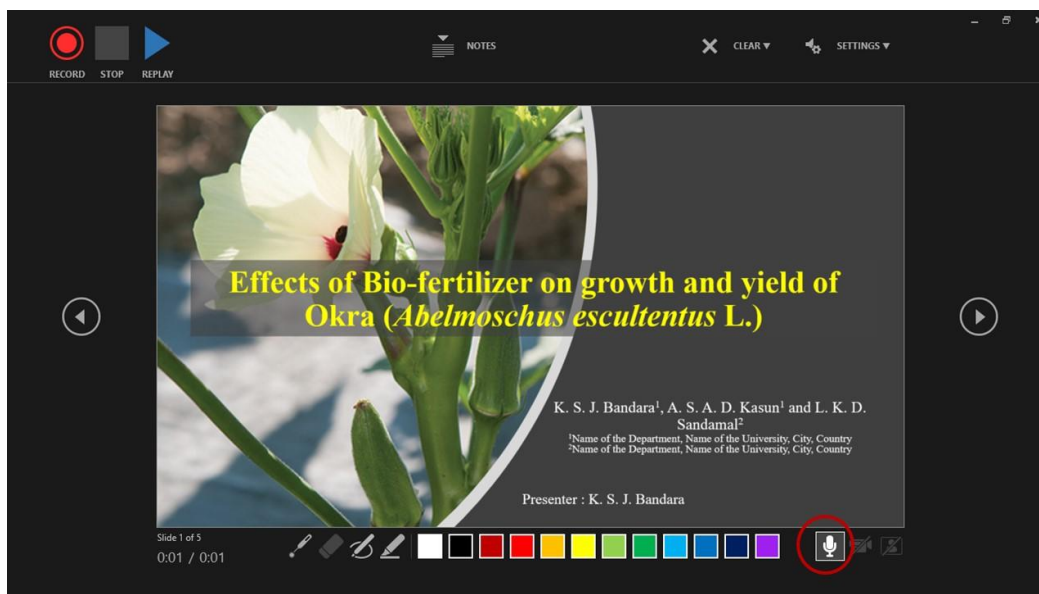 RECORD STOP REPLAY
NOTES
CLEAR ▼
SETTINGS ▼
Effects of Bio-fertilizer on growth and yield of
Okra (Abelmoschus escultentus L.)
K. S. J. Bandara¹, A. S. A. D. Kasun¹ and L. K. D.
Sandamal²
¹Name of the Department, Name of the University, City, Country
²Name of the Department, Name of the University, City, Country
Presenter : K. S. J. Bandara
Slide 1 of 5
0:01 / 0:01